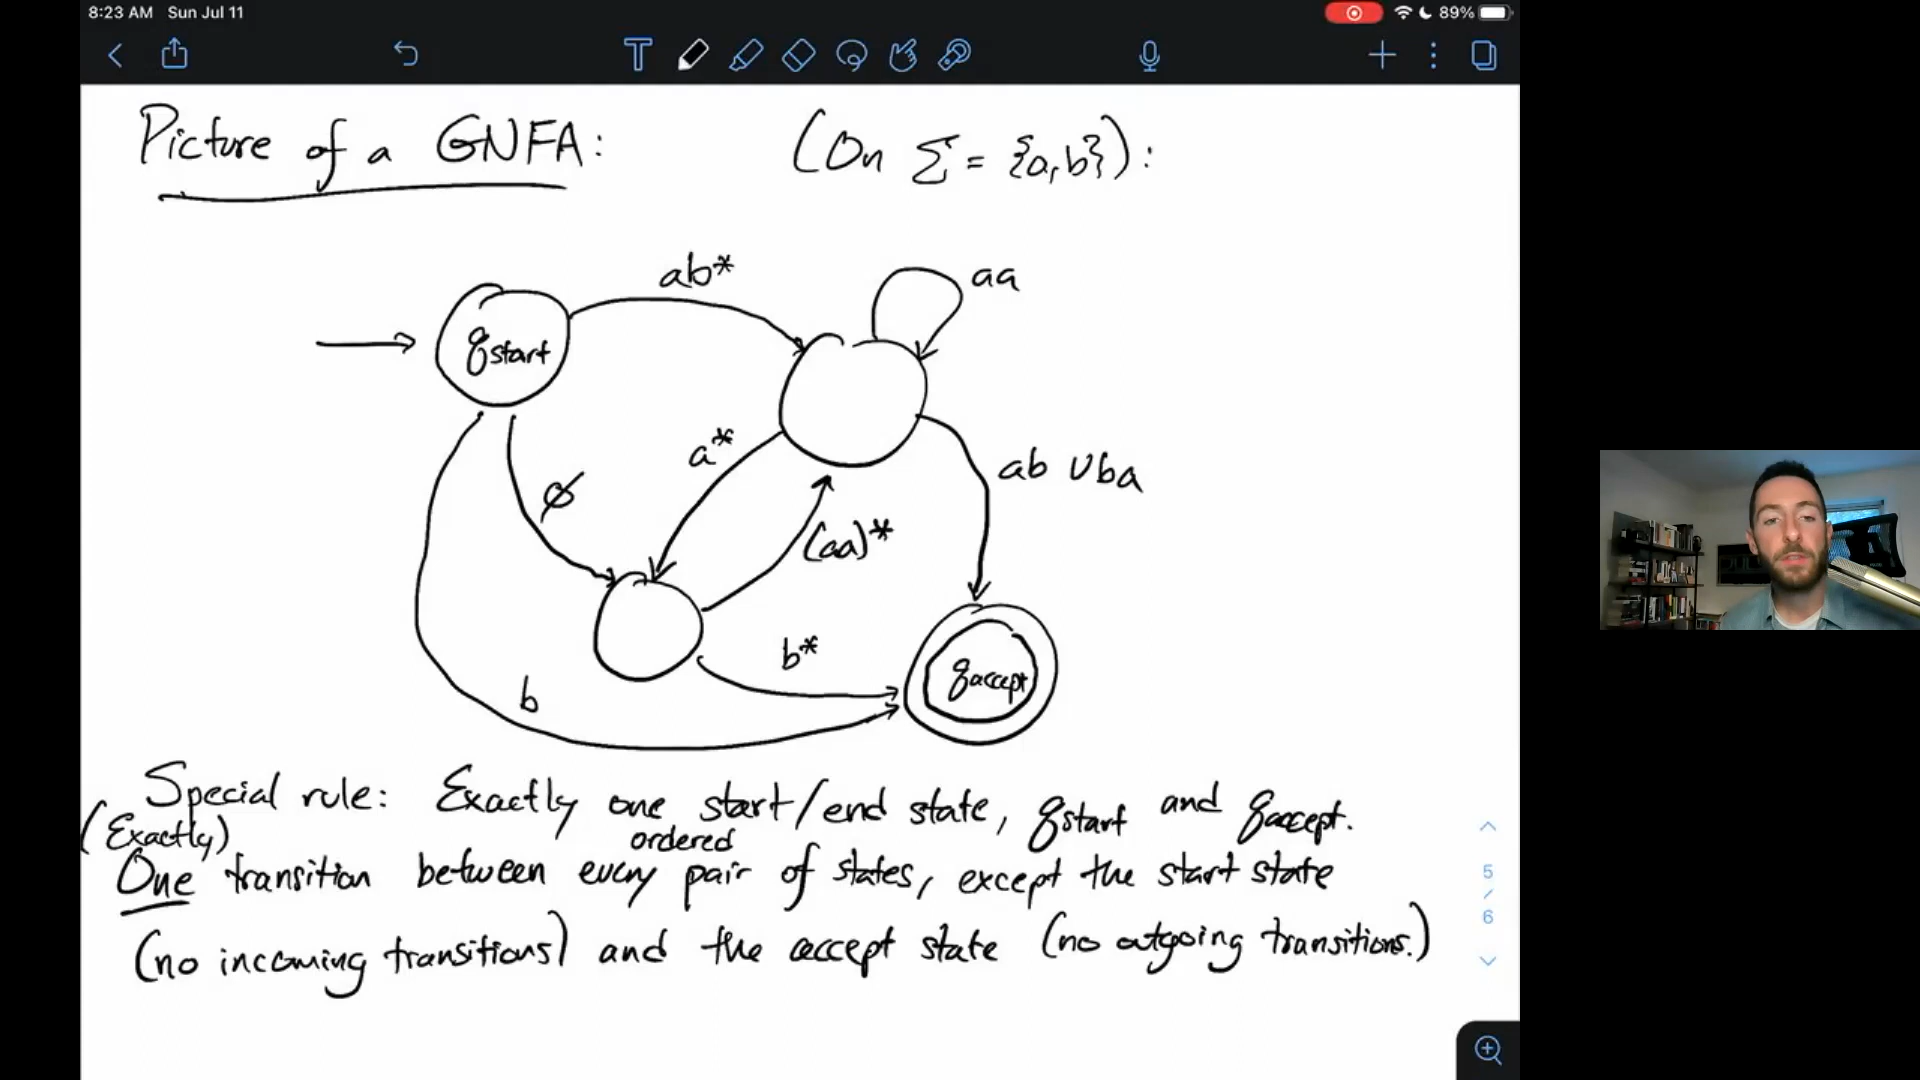 8:23 AM Sun Jul 11
89%
Picture of a GNFA: (On Σ = {a,b}):
ab*
aa
qstart
a*
ab ∪ ba
∅
(aa)*
b*
qaccept
b
Special rule: Exactly one start/end state, qstart and qaccept.
(Exactly) ordered
One transition between every pair of states, except the start state
(no incoming transitions) and the accept state (no outgoing transitions.)
5
/
6